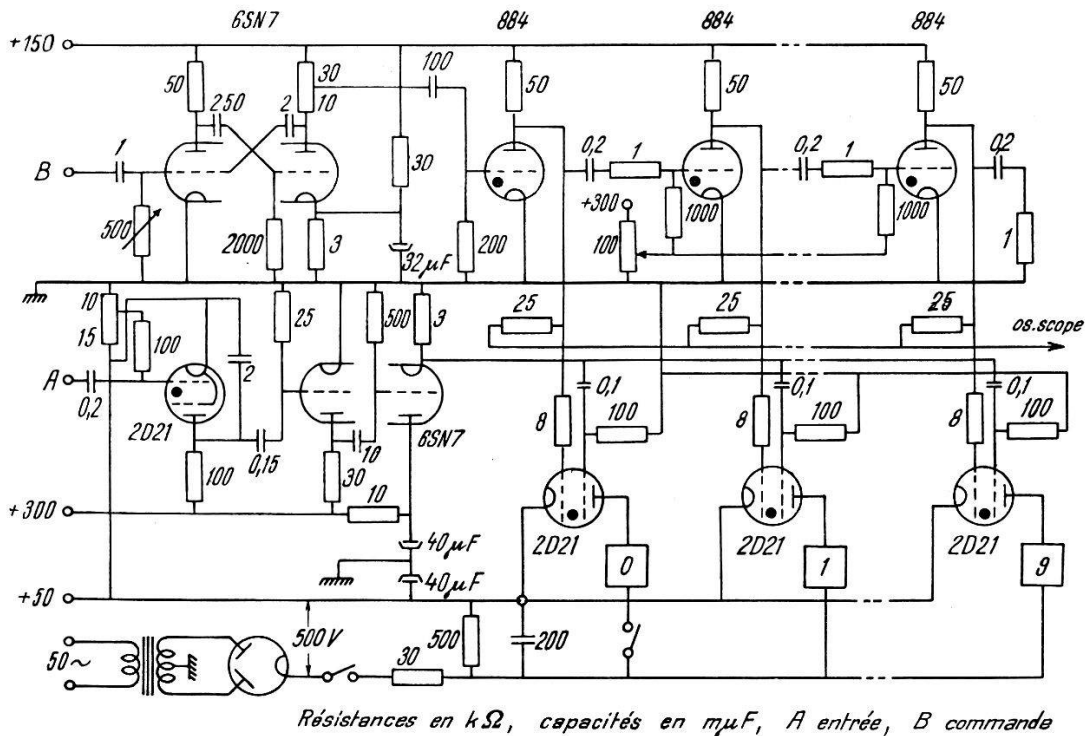 6SN7 884 884 884
+150
50 30 100 50 50 50
250 2 10
B 1 30 0,2 1 0,2 1 0,2
+300
500 2000 3 200 100 1000 1000 1
32µF
10 25 500 3 25 25 25
15 100 os.scope
A 2 0,1 0,1 0,1
0,2 100 100 100
2D21 6SN7 8 8 8
0,15 10
100 30 10
+300
2D21 2D21 2D21
40µF
0 1 9
40µF
+50
500V 500 200
50~ 30
Résistances en kΩ, capacités en mµF, A entrée, B commande